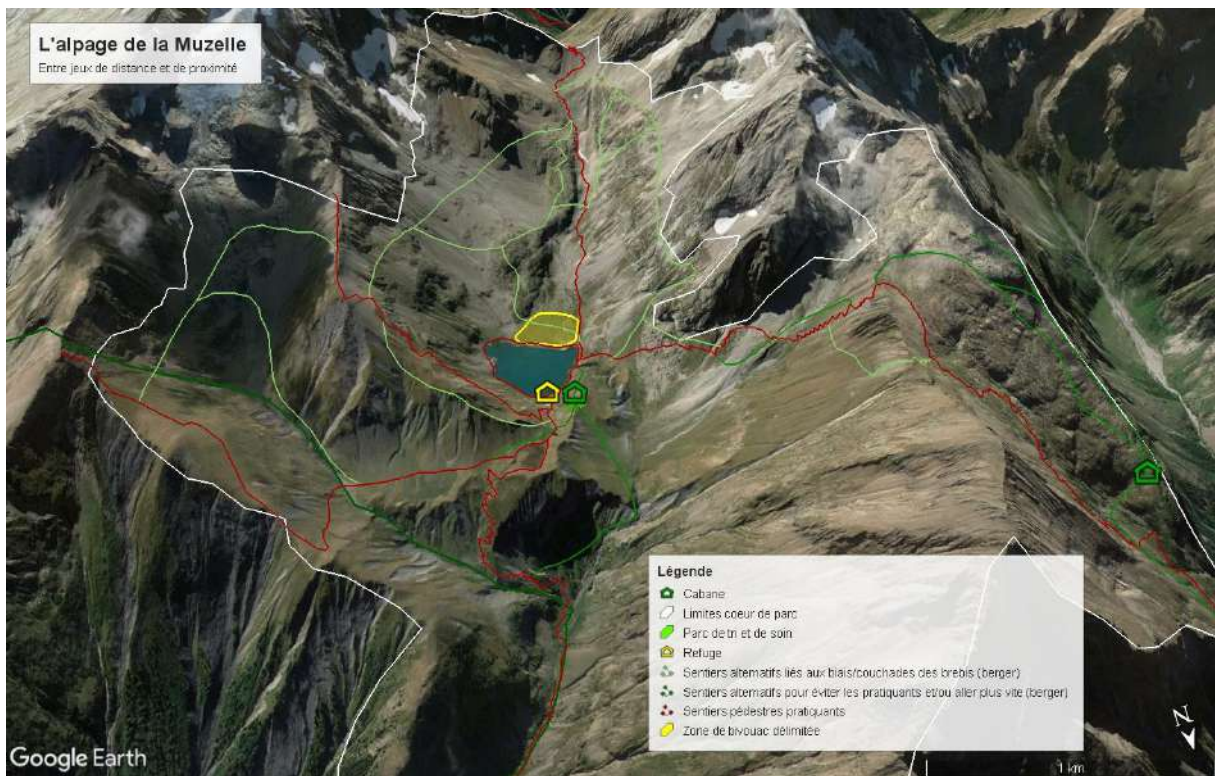 L'alpage de la Muzelle
Entre jeux de distance et de proximité
Légende
Cabane
Limites coeur de parc
Parc de tri et de soin
Refuge
Sentiers alternatifs liés aux biais/couchades des brebis (berger)
Sentiers alternatifs pour éviter les pratiquants et/ou aller plus vite (berger)
Sentiers pédestres pratiquants
Zone de bivouac délimitée
N
Google Earth
1 km